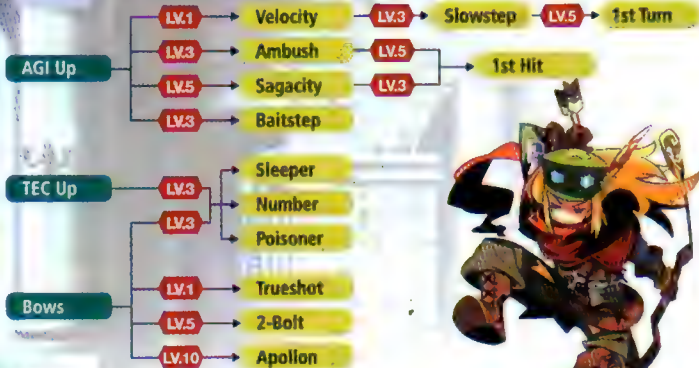 LV.1 Velocity LV.3 Slowstep LV.5 1st Turn
AGI Up LV.3 Ambush LV.5
1st Hit
LV.5 Sagacity LV.3
LV.3 Baitstep
Sleeper
TEC Up LV.3 Number
LV.3 Poisoner
LV.1 Trueshot
Bows LV.5 2-Bolt
LV.10 Apollon